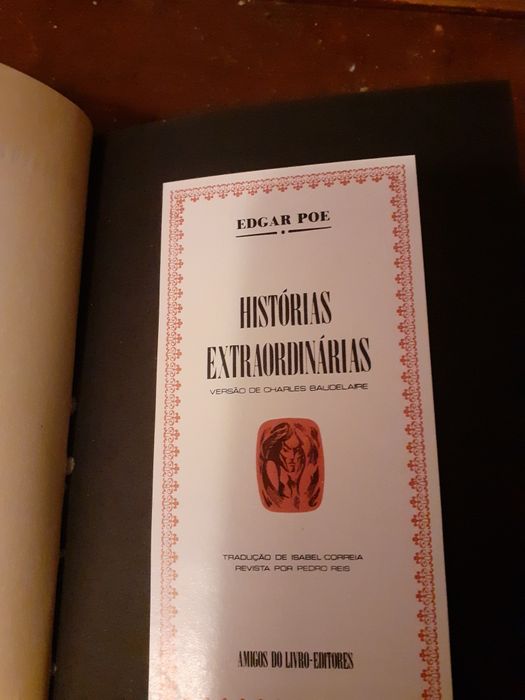 EDGAR POE
HISTÓRIAS
EXTRAORDINÁRIAS
VERSÃO DE CHARLES BAUDELAIRE
TRADUÇÃO DE ISABEL CORREIA
REVISTA POR PEDRO REIS
AMIGOS DO LIVRO-EDITORES